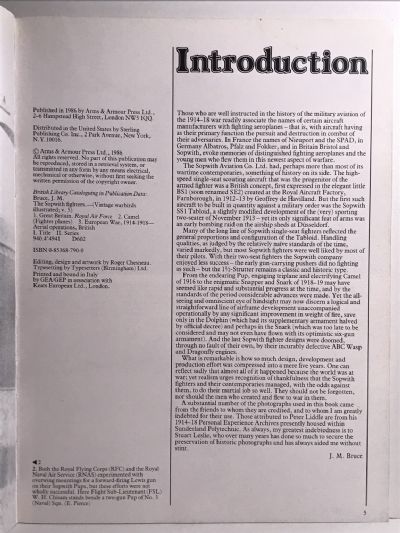 Introduction
Published in 1986 by Arms & Armour Press Ltd.,
2–6 Hampstead High Street, London NW3 1QQ.
Distributed in the United States by Sterling
Publishing Co. Inc., 2 Park Avenue, New York,
N.Y. 10016.
© Arms & Armour Press Ltd., 1986
All rights reserved. No part of this publication may
be reproduced, stored in a retrieval system, or
transmitted in any form by any means electrical,
mechanical or otherwise, without first seeking the
written permission of the copyright owner.
British Library Cataloguing in Publication Data:
Bruce, J. M.
The Sopwith fighters.—(Vintage warbirds
illustrated; v. 5)
1. Great Britain. Royal Air Force 2. Camel
(Fighter planes) 3. European War, 1914–1918—
Aerial operations, British
I. Title II. Series
940.4'4941 D602
ISBN 0-85368-790-0
Editing, design and artwork by Roger Chesneau.
Typesetting by Typesetters (Birmingham) Ltd.
Printed and bound in Italy
by GEA/GEP in association with
Keats European Ltd., London.
◀2
2. Both the Royal Flying Corps (RFC) and the Royal
Naval Air Service (RNAS) experimented with
overwing mountings for a forward-firing Lewis gun
on their Sopwith Pups, but these efforts were not
wholly successful. Here Flight Sub-Lieutenant (FSL)
W. H. Chisam stands beside a two-gun Pup of No. 3
(Naval) Sqn. (E. Pierce)
Those who are well instructed in the history of the military aviation of
the 1914–18 war readily associate the names of certain aircraft
manufacturers with fighting aeroplanes – that is, with aircraft having
as their primary function the pursuit and destruction in combat of
their adversaries. In France the names of Nieuport and the SPAD, in
Germany Albatros, Pfalz and Fokker, and in Britain Bristol and
Sopwith, evoke memories of distinguished fighting aeroplanes and the
young men who flew them in this newest aspect of warfare.
The Sopwith Aviation Co. Ltd. had, perhaps more than most of its
wartime contemporaries, something of history on its side. The high-
speed single-seat scouting aircraft that was the progenitor of the
armed fighter was a British concept, first expressed in the elegant little
BS1 (soon renamed SE2) created at the Royal Aircraft Factory,
Farnborough, in 1912–13 by Geoffrey de Havilland. But the first such
aircraft to be built in quantity against a military order was the Sopwith
SS1 Tabloid, a slightly modified development of the (very) sporting
two-seater of November 1913 – yet its only significant feat of arms was
an early bombing raid on the airship sheds at Düsseldorf.
Many of the long line of Sopwith single-seat fighters reflected the
general proportions and configuration of the Tabloid. Their handling
qualities, as judged by the relatively naïve standards of the time,
varied markedly, but most Sopwith fighters were well liked by most of
their pilots. With their two-seat fighters the Sopwith company
enjoyed less success – the early gun-carrying pushers did no fighting
as such – but the 1½-Strutter remains a classic and historic type.
From the endearing Pup, engaging triplane and electrifying Camel
of 1916 to the enigmatic Snapper and Snark of 1918–19 may have
seemed like rapid and substantial progress at the time, and by the
standards of the period considerable advances were made. Yet the all-
seeing and omniscient eye of hindsight may now discern a logical and
straightforward line of airframe development unaccompanied
operationally by any significant improvement in weight of fire, save
only in the Dolphin (which had its supplementary armament halved
by official decree) and perhaps in the Snark (which was too late to be
considered and may not even have flown with its optimistic six-gun
armament). And the last Sopwith fighter designs were doomed,
through no fault of their own, by their incurably defective ABC Wasp
and Dragonfly engines.
What is remarkable is how so much design, development and
production effort was compressed into a mere five years. One can
reflect sadly that almost all of it happened because the world was at
war; yet realism urges recognition of thankfulness that the Sopwith
fighters and their contemporaries managed, with the odds against
them, to do their martial job so well. They should not be forgotten,
nor should the men who created and flew to war in them.
A substantial number of the photographs used in this book came
from the friends to whom they are credited, and to whom I am greatly
indebted for their use. Those attributed to Peter Liddle are from his
1914–18 Personal Experience Archives presently housed within
Sunderland Polytechnic. As always, my greatest indebtedness is to
Stuart Leslie, who over many years has done so much to secure the
preservation of historic photographs and has always aided me without
stint.
J. M. Bruce
3